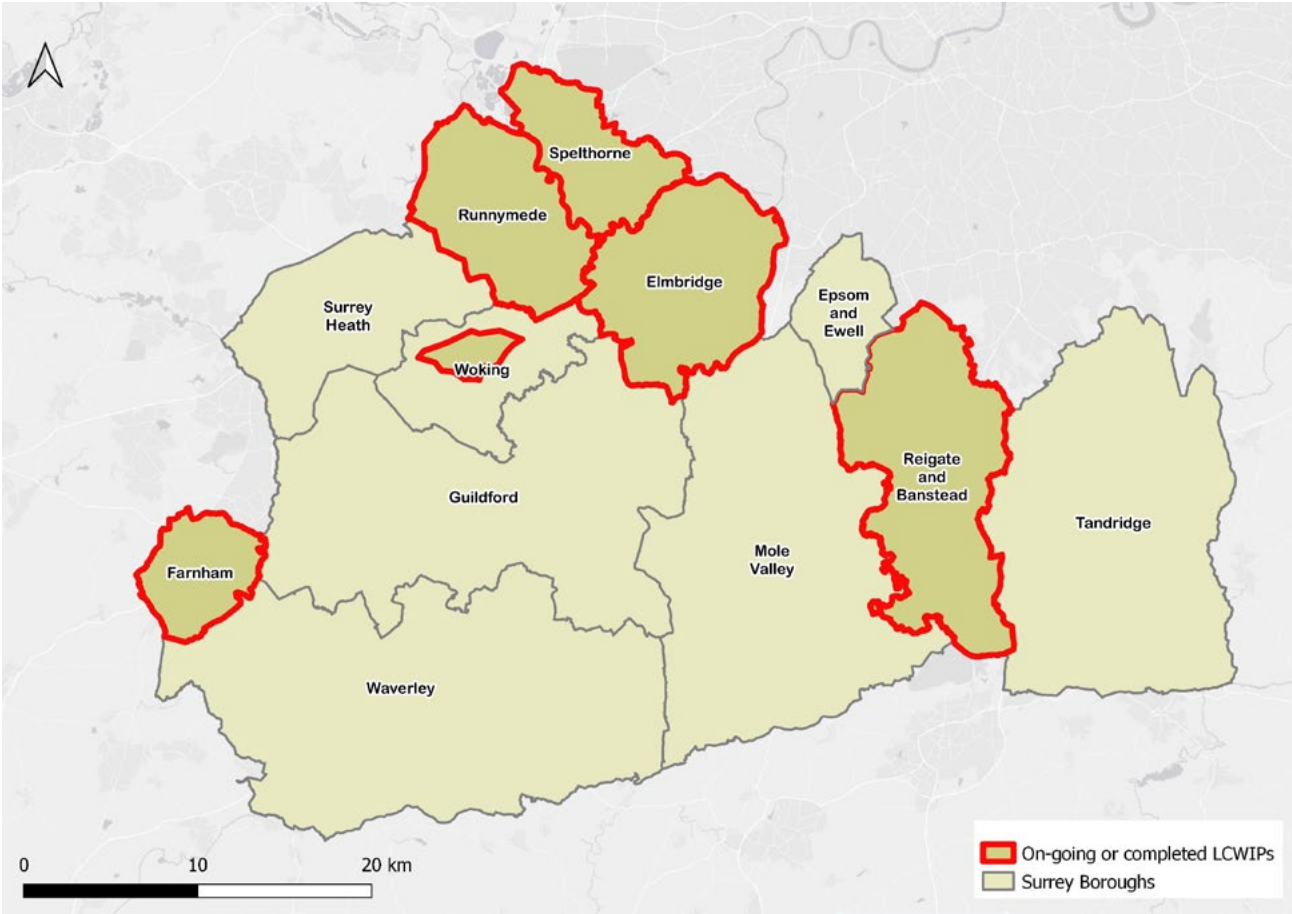 Spelthorne
Runnymede
Elmbridge
Surrey
Heath
Epsom
and
Ewell
Woking
Reigate
and
Banstead
Guildford
Tandridge
Mole
Valley
Farnham
Waverley
0 10 20 km
On-going or completed LCWIPs
Surrey Boroughs